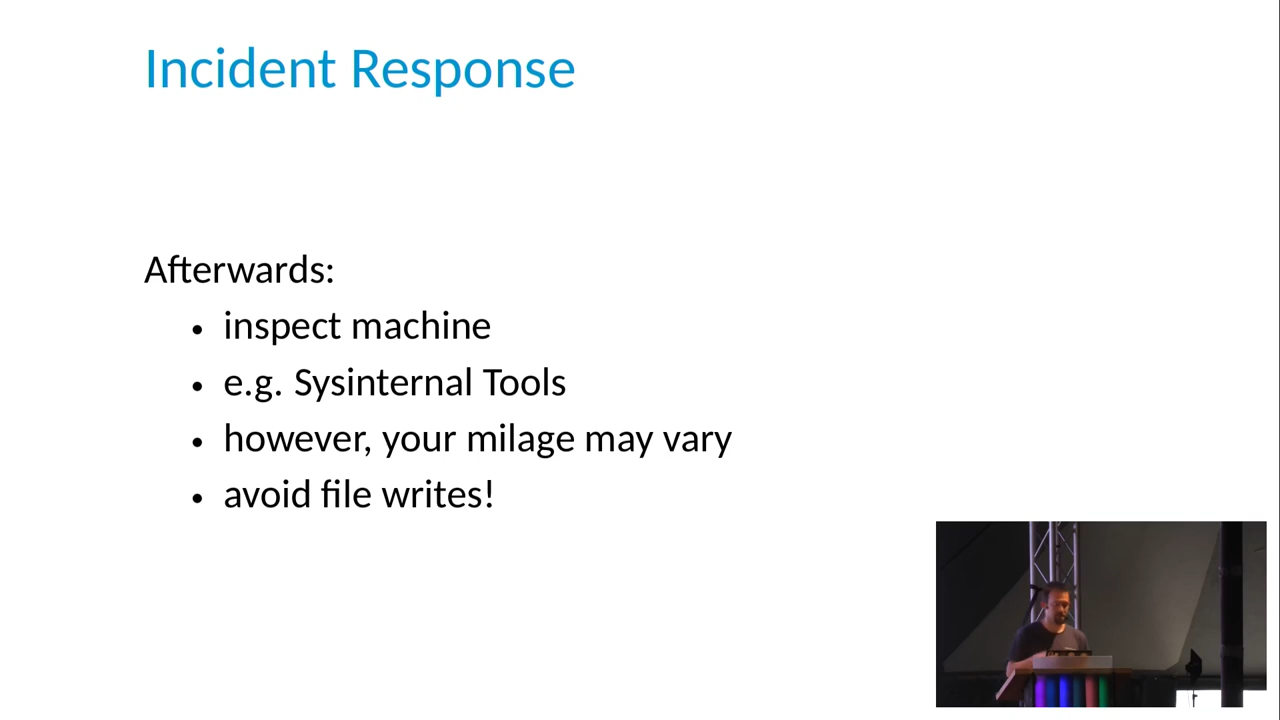 Incident Response
Afterwards:
• inspect machine
• e.g. Sysinternal Tools
• however, your milage may vary
• avoid file writes!